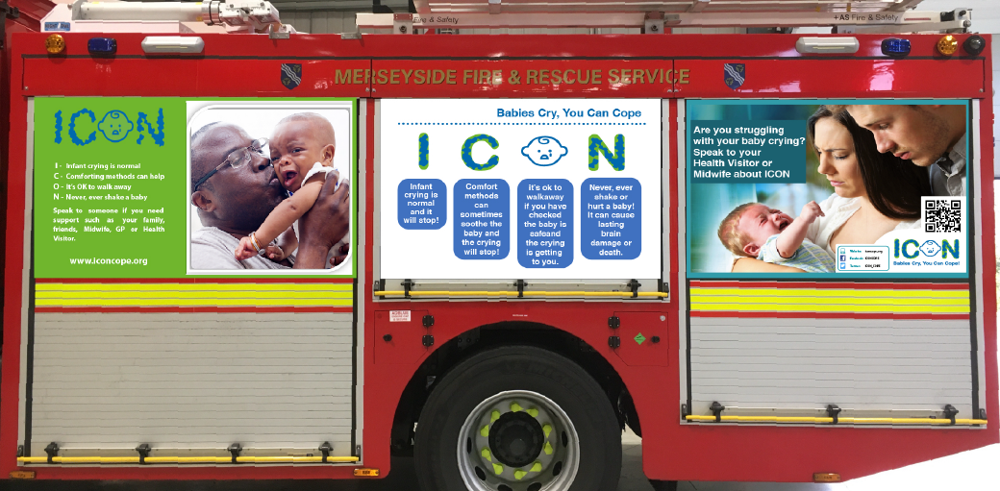 Fire & Safety
+AS Fire & Safety
MERSEYSIDE FIRE & RESCUE SERVICE
ICON
I - Infant crying is normal
C - Comforting methods can help
O - It's OK to walk away
N - Never, ever shake a baby
Speak to someone if you need
support such as your family,
friends, Midwife, GP or Health
Visitor.
www.iconcope.org
Babies Cry, You Can Cope
ICON
Infant
crying is
normal
and it
will stop!
Comfort
methods
can
sometimes
soothe the
baby and
the crying
will stop!
it's ok to
walkaway
if you have
checked
the baby is
safeand
the crying
is getting
to you.
Never, ever
shake or
hurt a baby!
It can cause
lasting
brain
damage or
death.
Are you struggling
with your baby crying?
Speak to your
Health Visitor or
Midwife about ICON
ICON
Babies Cry, You Can Cope!